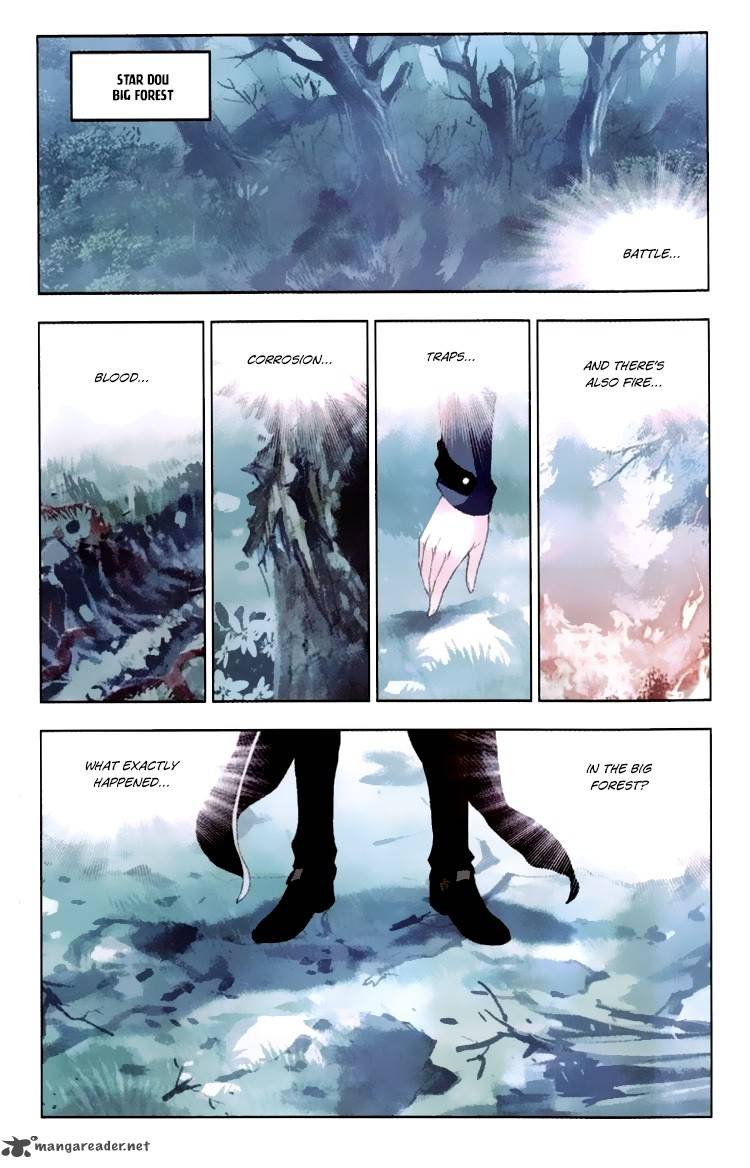 STAR DOU
BIG FOREST
BATTLE...
BLOOD...
CORROSION...
TRAPS...
AND THERE'S
ALSO FIRE...
WHAT EXACTLY
HAPPENED...
IN THE BIG
FOREST?
mangareader.net